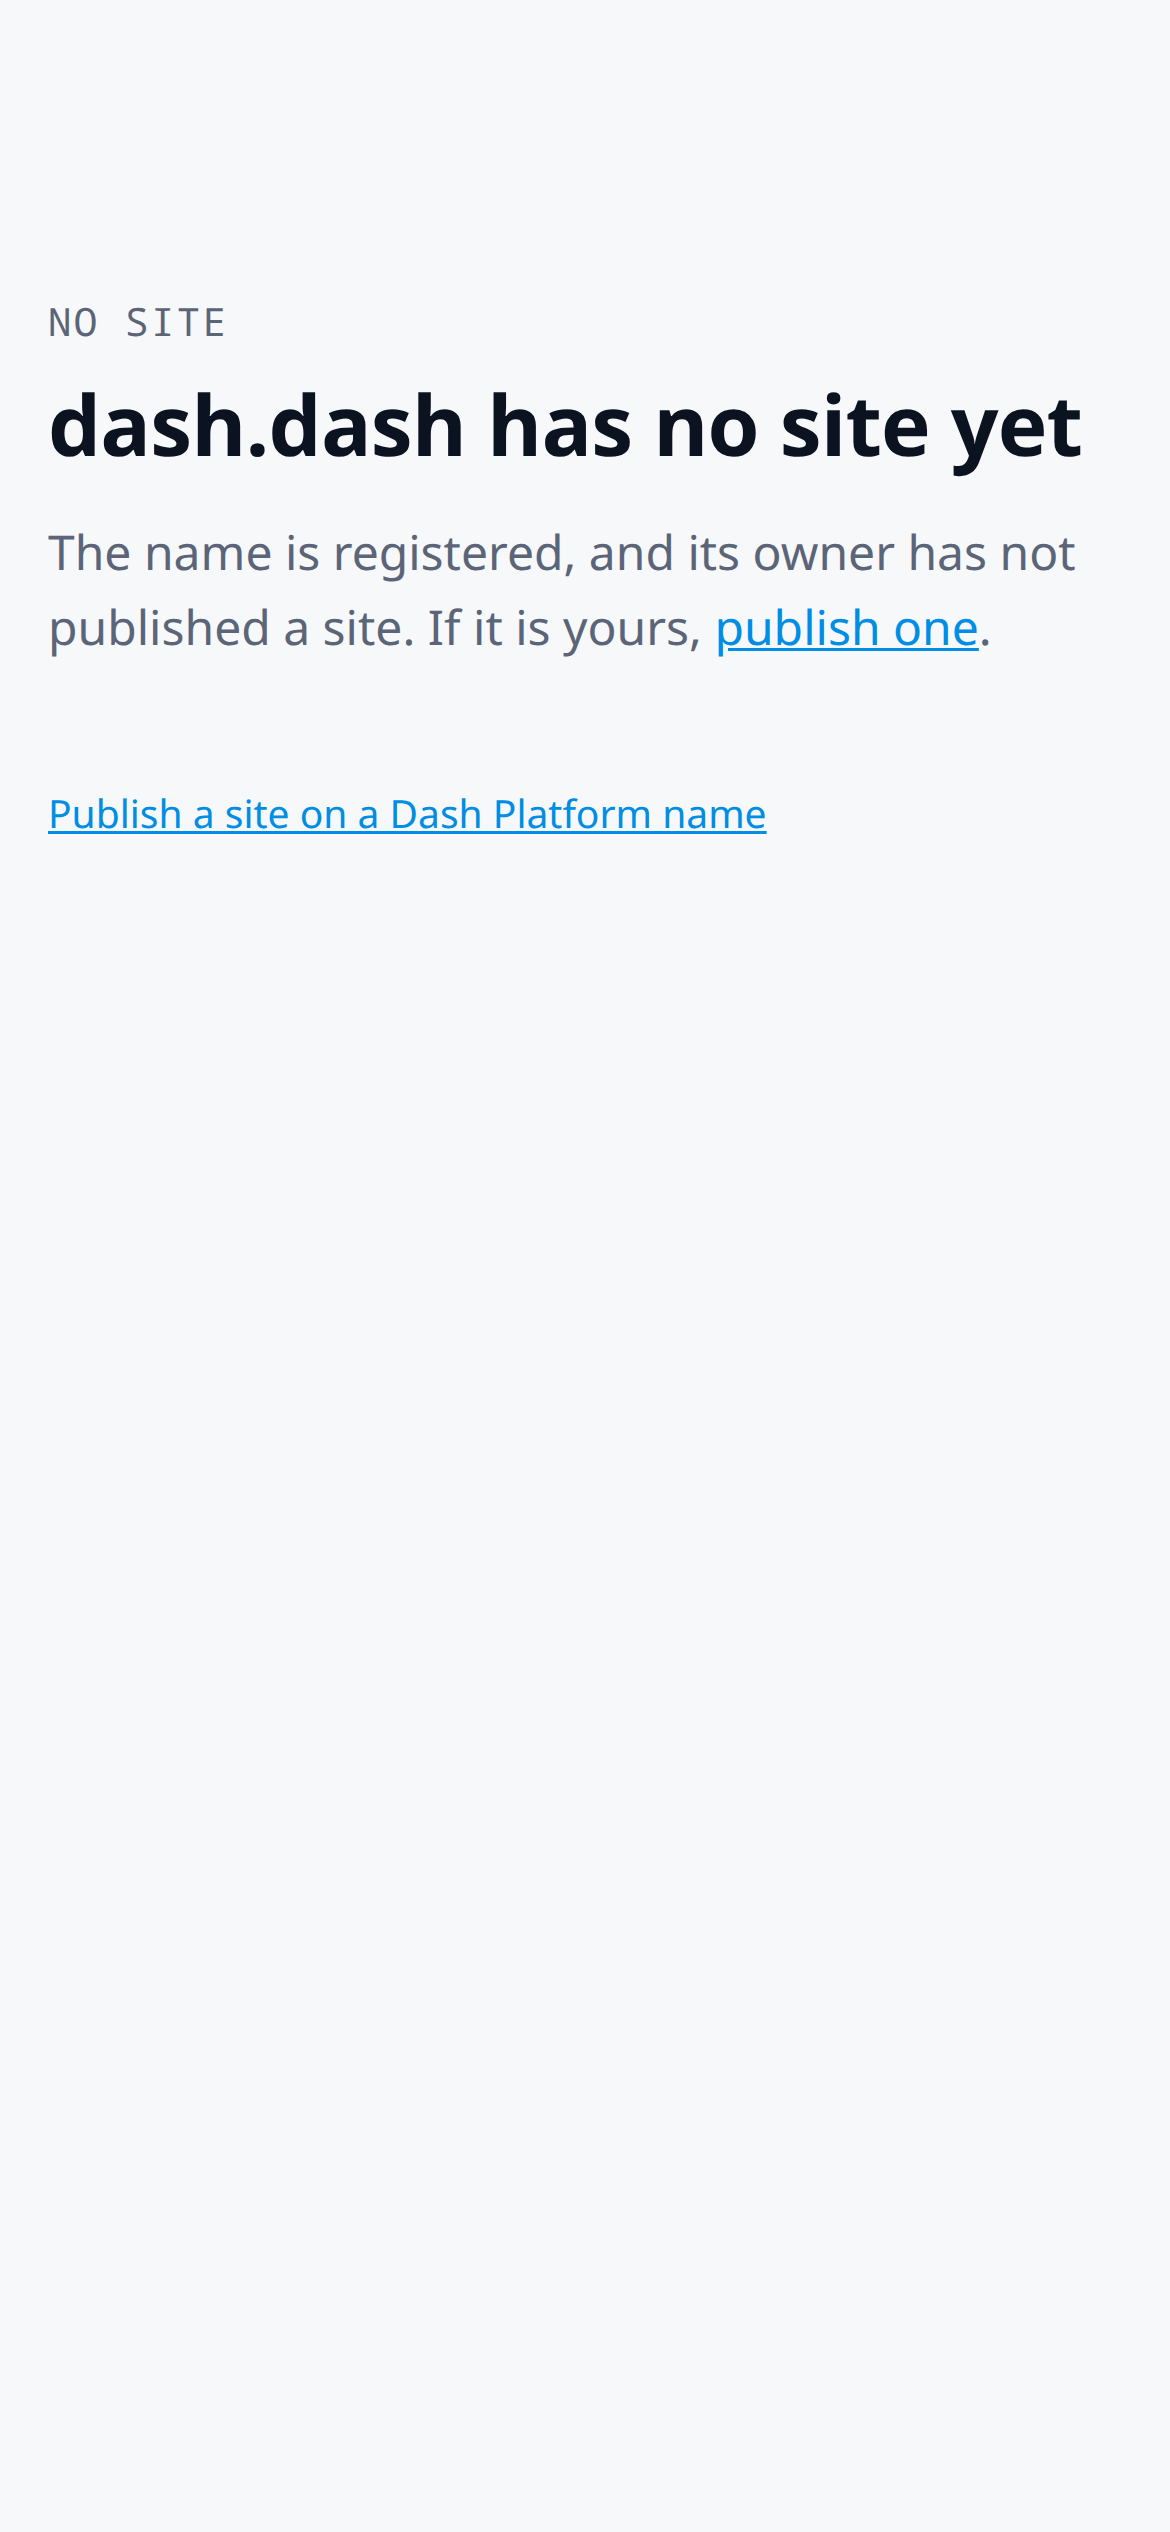 NO SITE
dash.dash has no site yet
The name is registered, and its owner has not
published a site. If it is yours, publish one.
Publish a site on a Dash Platform name